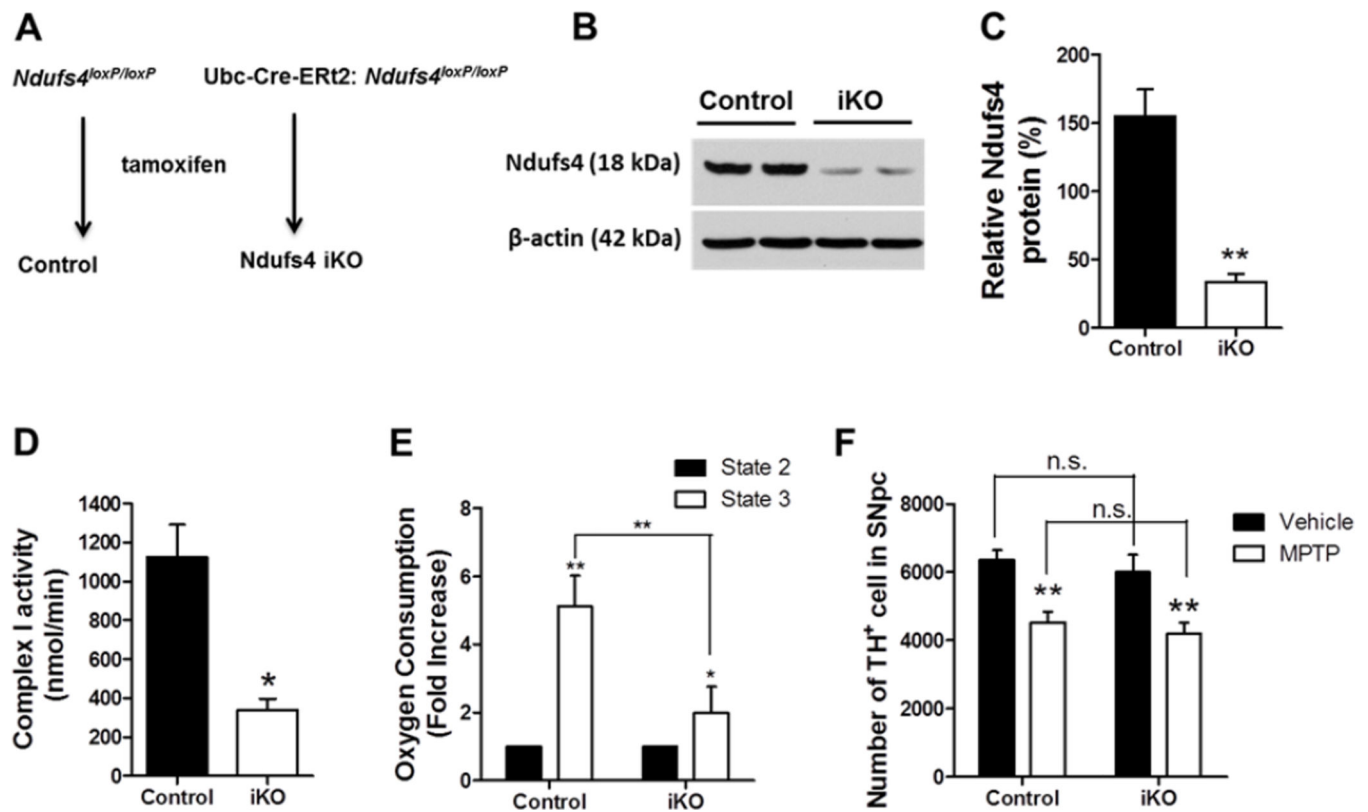 A
Ndufs4loxP/loxP
Ubc-Cre-ERt2: Ndufs4loxP/loxP
tamoxifen
Control
Ndufs4 iKO
B
Control
iKO
Ndufs4 (18 kDa)
β-actin (42 kDa)
C
Relative Ndufs4
protein (%)
200
150
100
50
0
**
Control
iKO
D
Complex I activity
(nmol/min)
1400
1200
1000
800
600
400
200
0
*
Control
iKO
E
State 2
State 3
Oxygen Consumption
(Fold Increase)
8
6
4
2
0
**
**
*
Control
iKO
F
n.s.
n.s.
Vehicle
MPTP
Number of TH+ cell in SNpc
8000
6000
4000
2000
0
**
**
Control
iKO